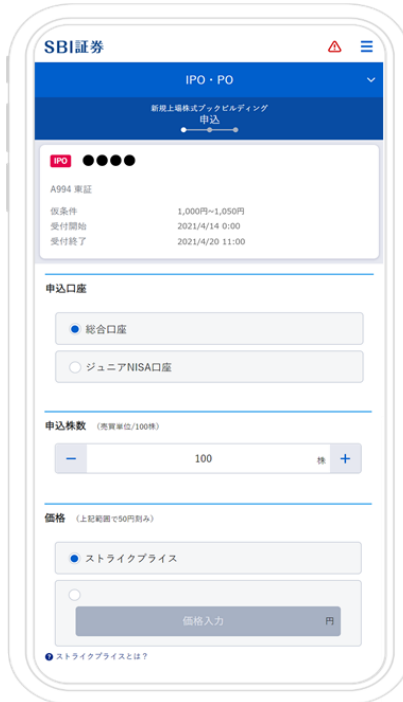 SBI証券
IPO・PO
新規上場株式ブックビルディング
申込
IPO ●●●●
A994 東証
仮条件 1,000円~1,050円
受付開始 2021/4/14 0:00
受付終了 2021/4/20 11:00
申込口座
総合口座
ジュニアNISA口座
申込株数 (売買単位/100株)
− 100 株 +
価格 (上記範囲で50円刻み)
ストライクプライス
価格入力 円
? ストライクプライスとは?